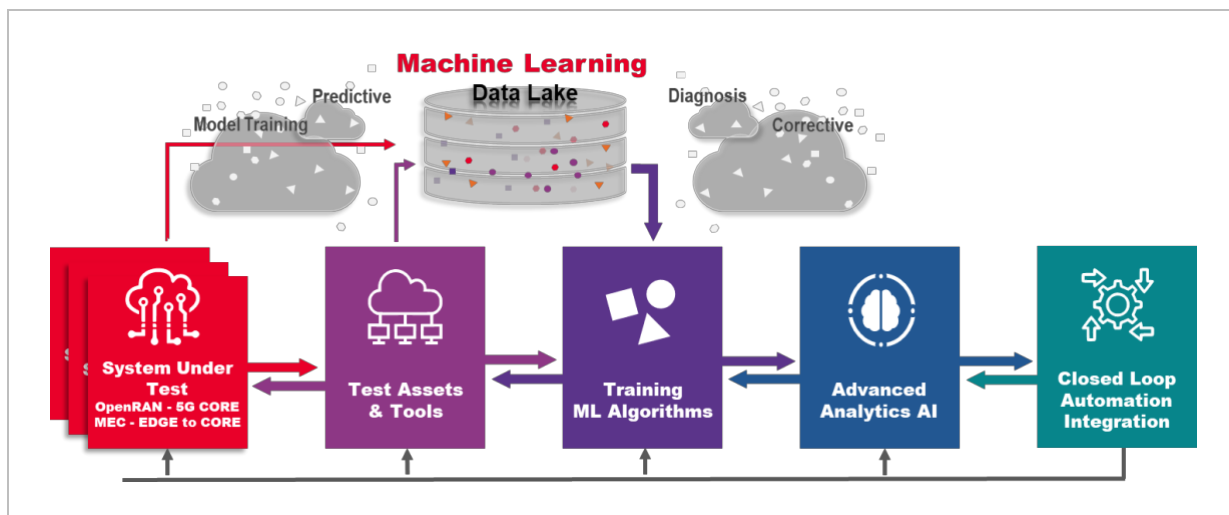 Machine Learning
Data Lake
Predictive
Model Training
Diagnosis
Corrective
System Under
Test
OpenRAN - 5G CORE
MEC - EDGE to CORE
Test Assets
& Tools
Training
ML Algorithms
Advanced
Analytics AI
Closed Loop
Automation
Integration